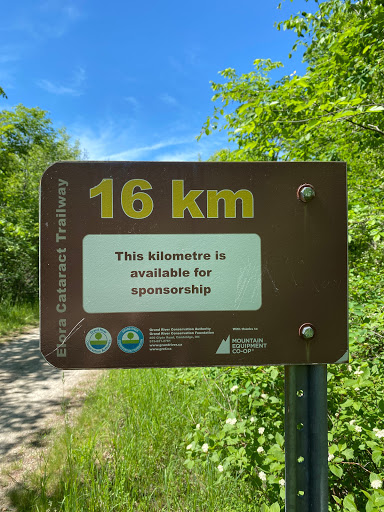 16 km
Elora Cataract Trailway
This kilometre is
available for
sponsorship
Grand River Conservation Authority
Grand River Conservation Foundation
With thanks to
MOUNTAIN
EQUIPMENT
CO-OP